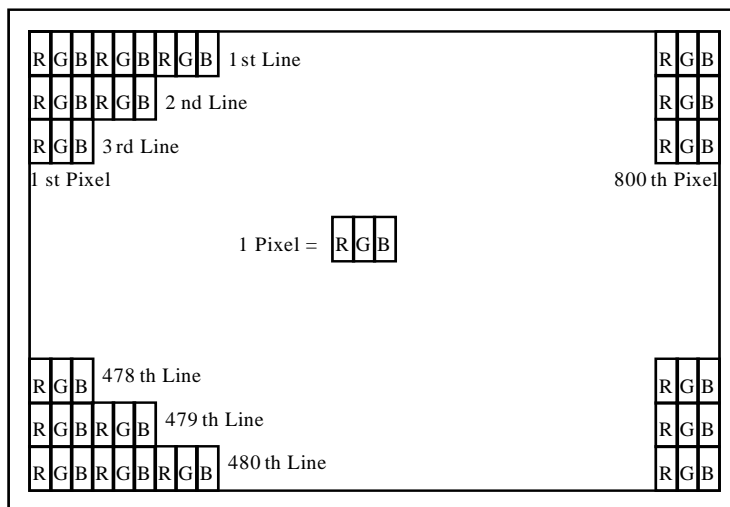 R G B R G B R G B 1 st Line R G B
R G B R G B 2 nd Line R G B
R G B 3 rd Line R G B
1 st Pixel 800 th Pixel
1 Pixel = R G B
R G B 478 th Line R G B
R G B R G B 479 th Line R G B
R G B R G B R G B 480 th Line R G B